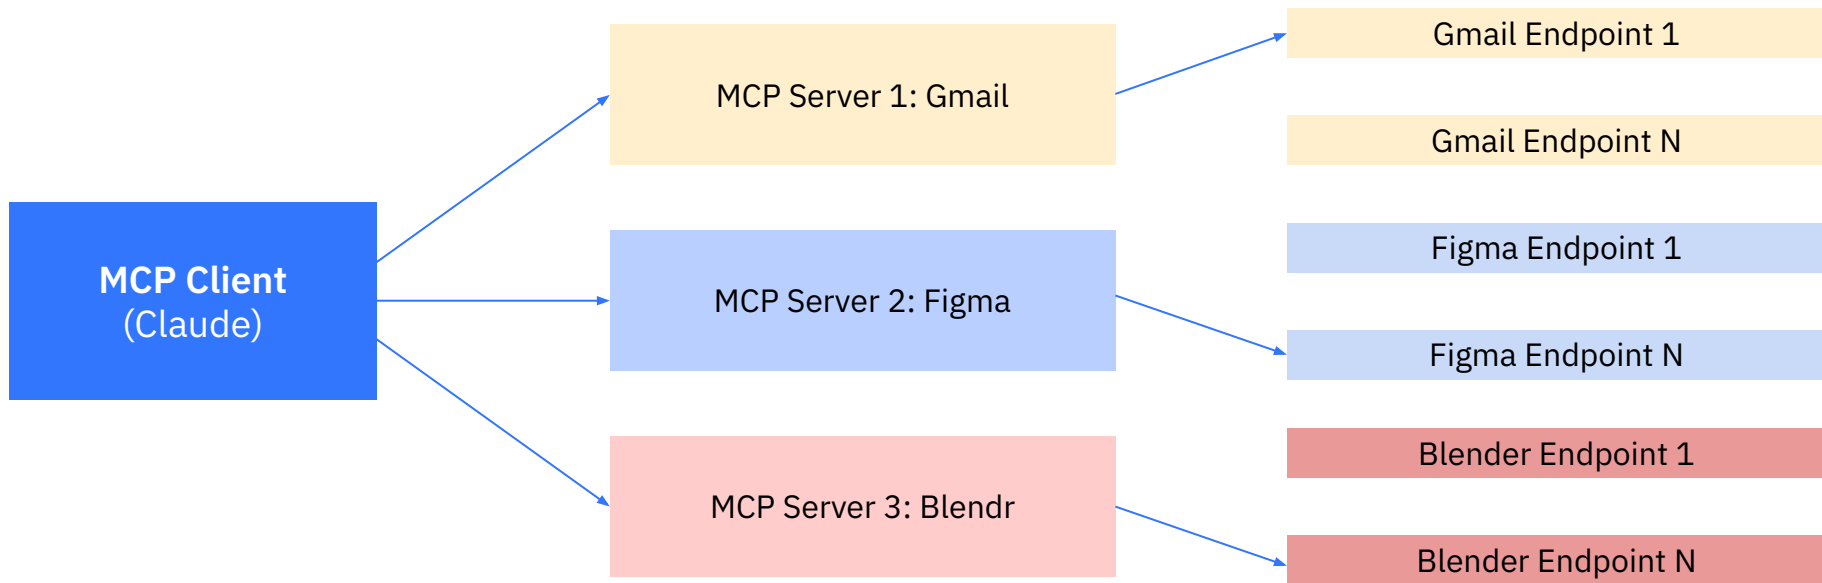 MCP Client
(Claude)
MCP Server 1: Gmail
MCP Server 2: Figma
MCP Server 3: Blendr
Gmail Endpoint 1
Gmail Endpoint N
Figma Endpoint 1
Figma Endpoint N
Blender Endpoint 1
Blender Endpoint N